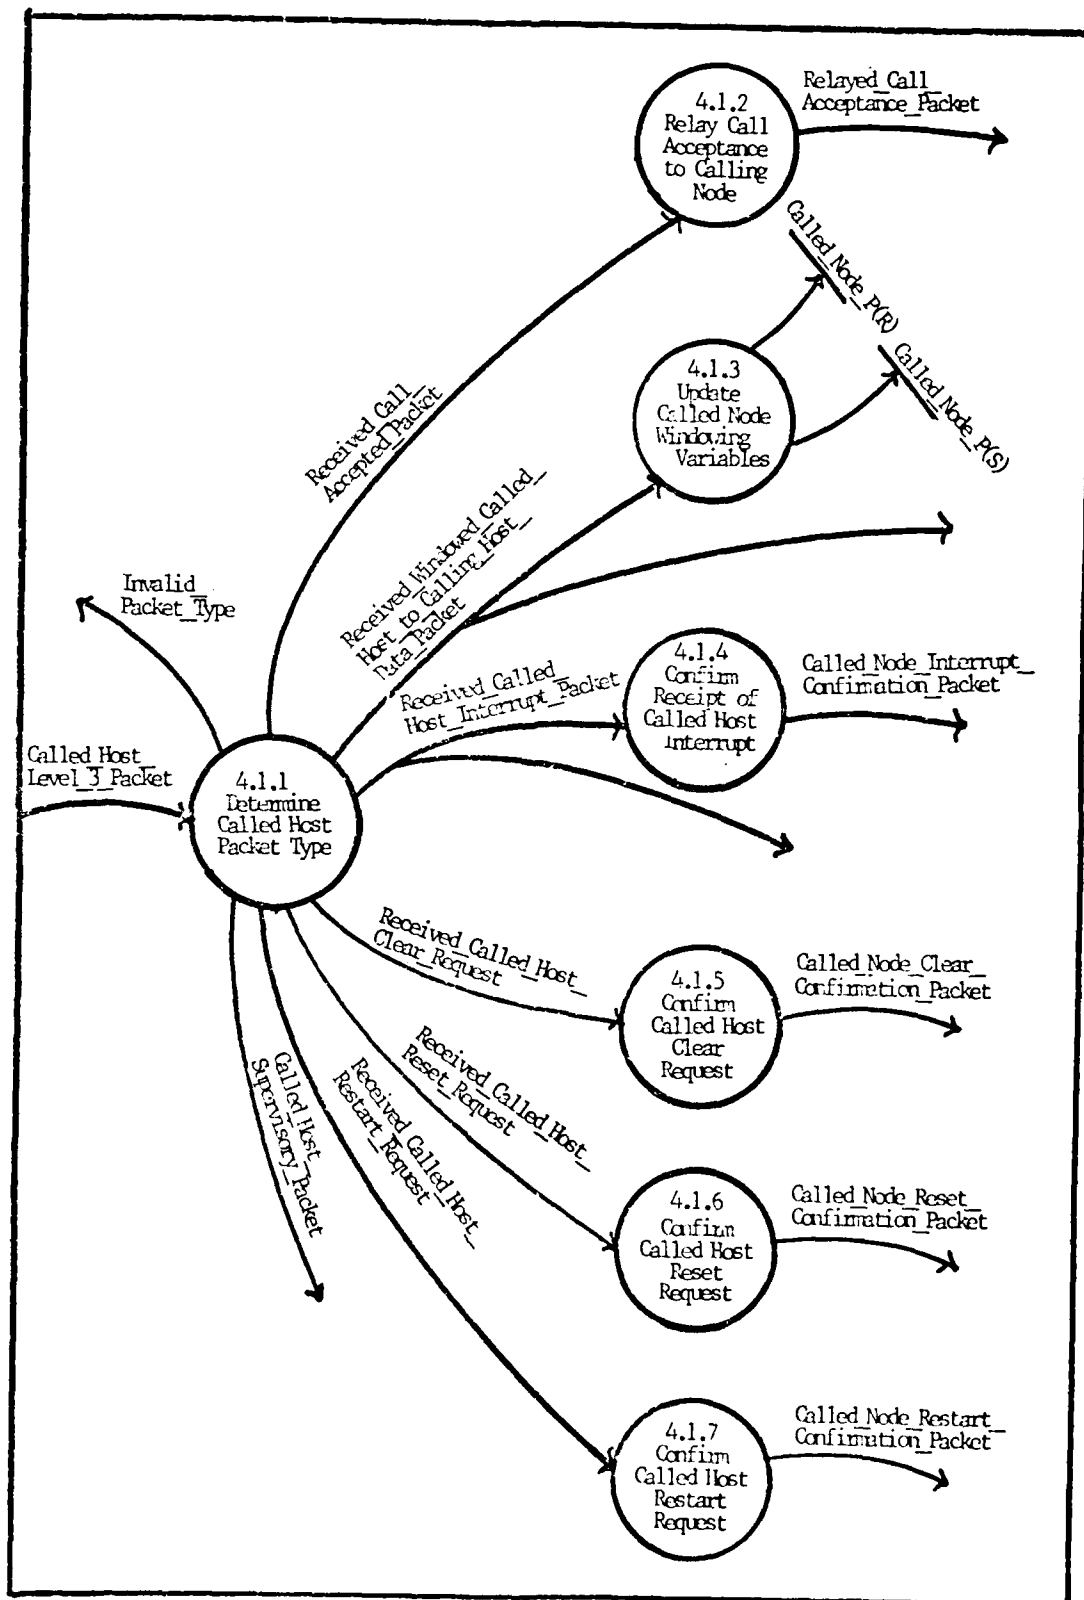 4.1.2
Relay Call
Acceptance
to Calling
Node
Relayed_Call_
Acceptance_Packet
Called_Node_P(R)
Called_Node_P(S)
4.1.3
Update
Called Node
Windowing
Variables
Received_Call_
Accepted_Packet
Received_Windowed_Called_
Host_to_Calling_Host_
Data_Packet
Invalid_
Packet_Type
Received_Called_
Host_Interrupt_Packet
4.1.4
Confirm
Receipt of
Called Host
Interrupt
Called_Node_Interrupt_
Confirmation_Packet
Called Host_
Level_3_Packet
4.1.1
Determine
Called Host
Packet Type
Received_Called_Host_
Clear_Request
4.1.5
Confirm
Called Host
Clear
Request
Called_Node_Clear_
Confirmation_Packet
Called_Host_
Supervisory_Packet
Received_Called_Host_
Restart_Request
Received_Called_Host_
Reset_Request
4.1.6
Confirm
Called Host
Reset
Request
Called_Node_Reset_
Confirmation_Packet
4.1.7
Confirm
Called Host
Restart
Request
Called_Node_Restart_
Confirmation_Packet